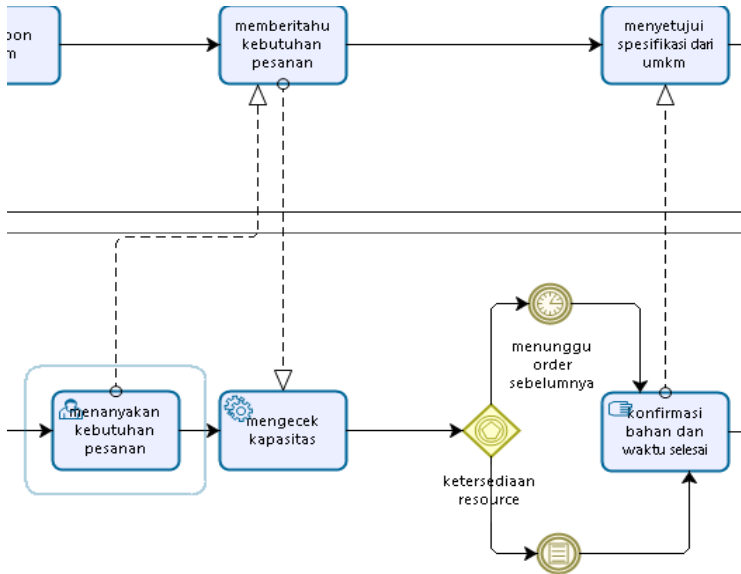 oon
m
memberitahu
kebutuhan
pesanan
menyetujui
spesifikasi dari
umkm
menanyakan
kebutuhan
pesanan
mengecek
kapasitas
ketersediaan
resource
menunggu
order
sebelumnya
konfirmasi
bahan dan
waktu selesai